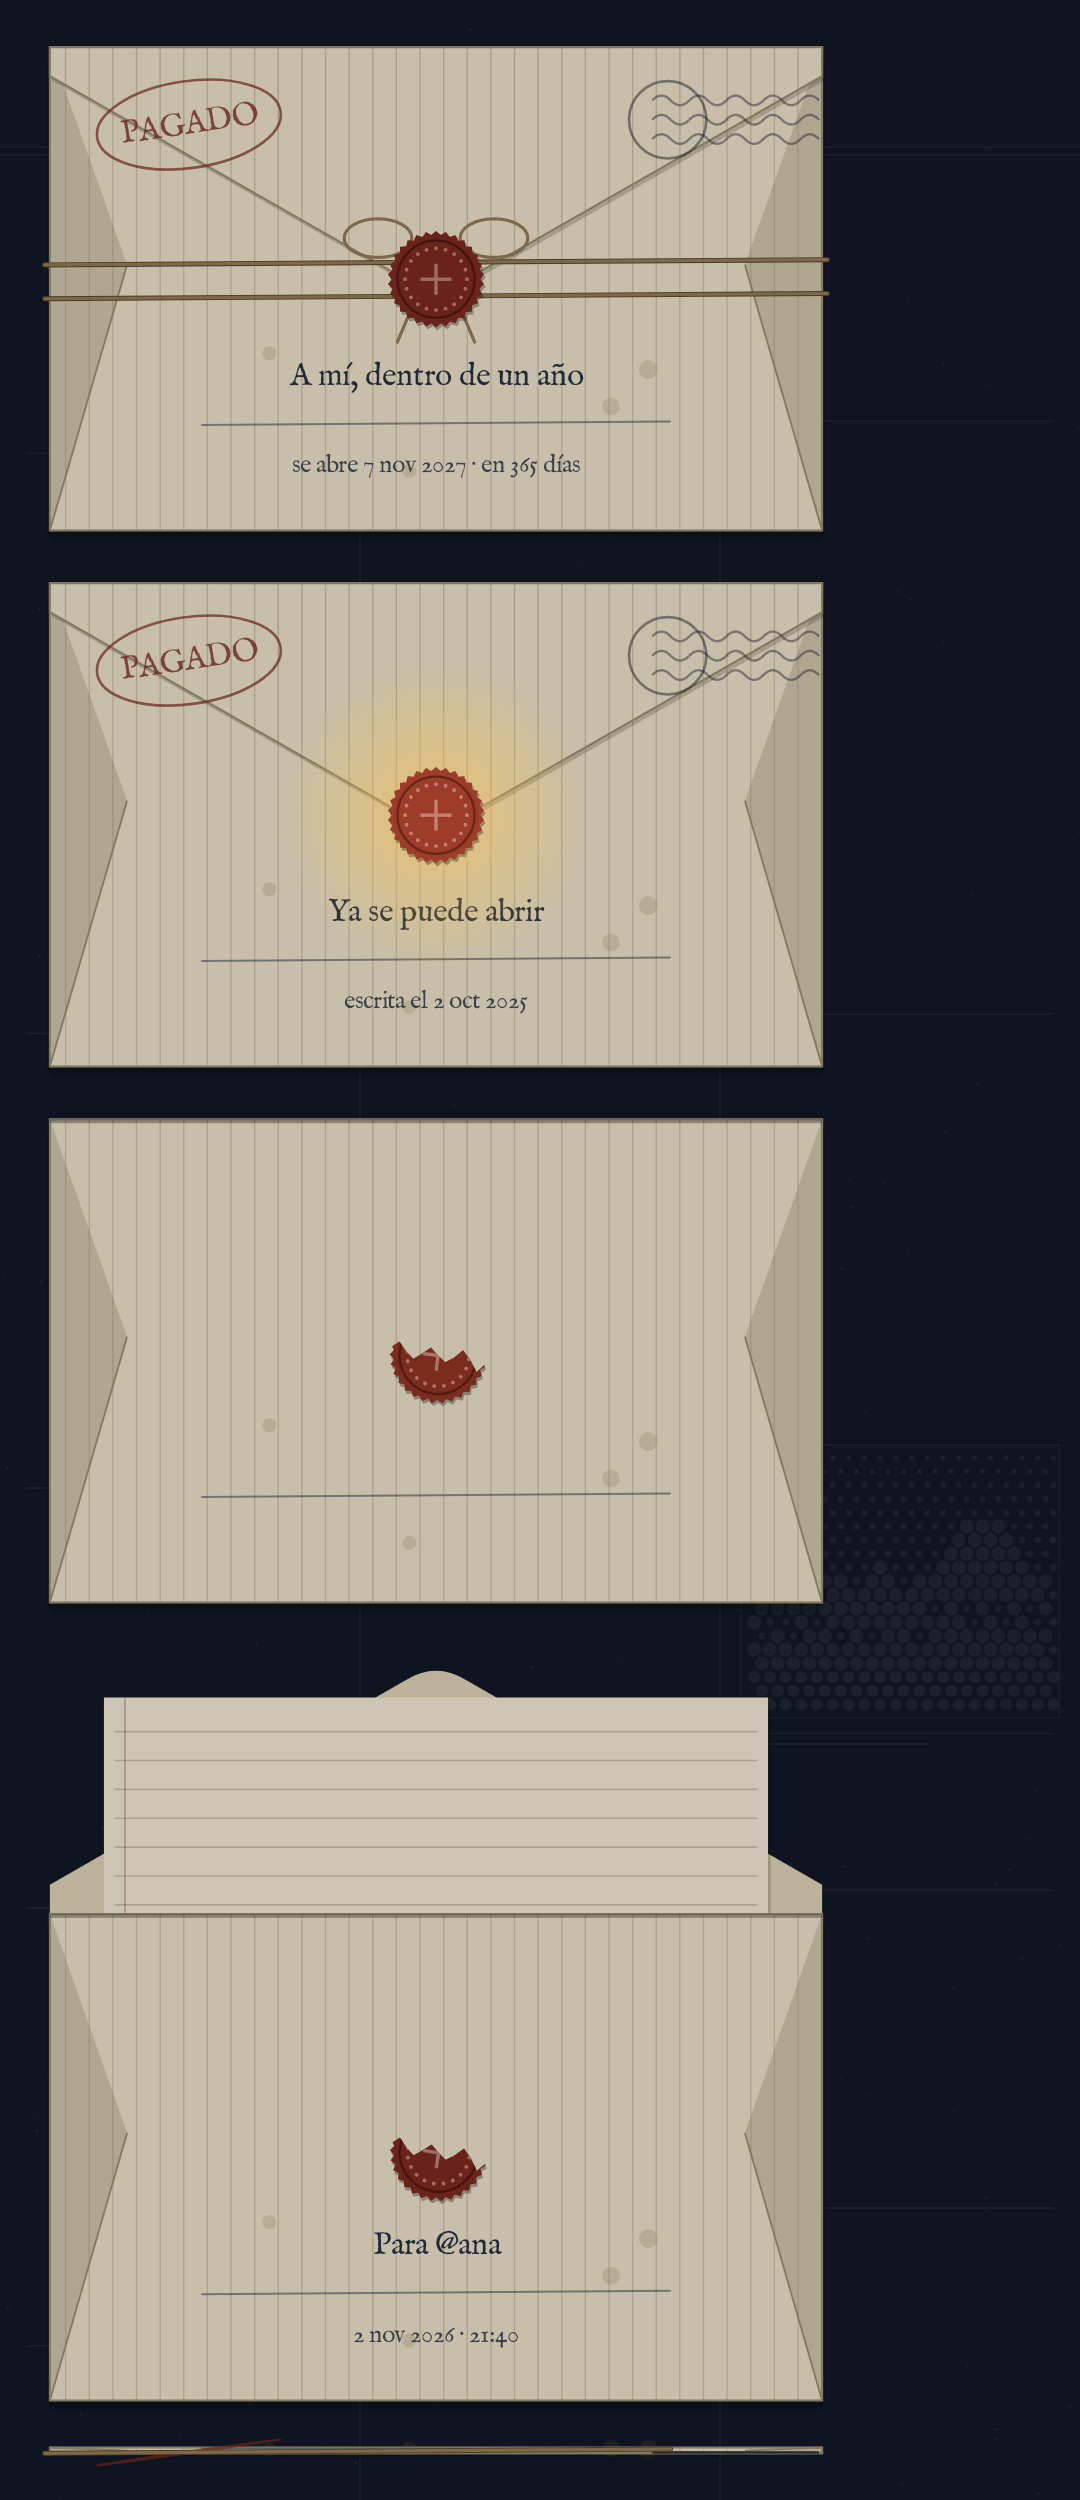 PAGADO
A mí, dentro de un año
se abre 7 nov 2027 · en 365 días
PAGADO
Ya se puede abrir
escrita el 2 oct 2025
Para @ana
2 nov 2026 · 21:40